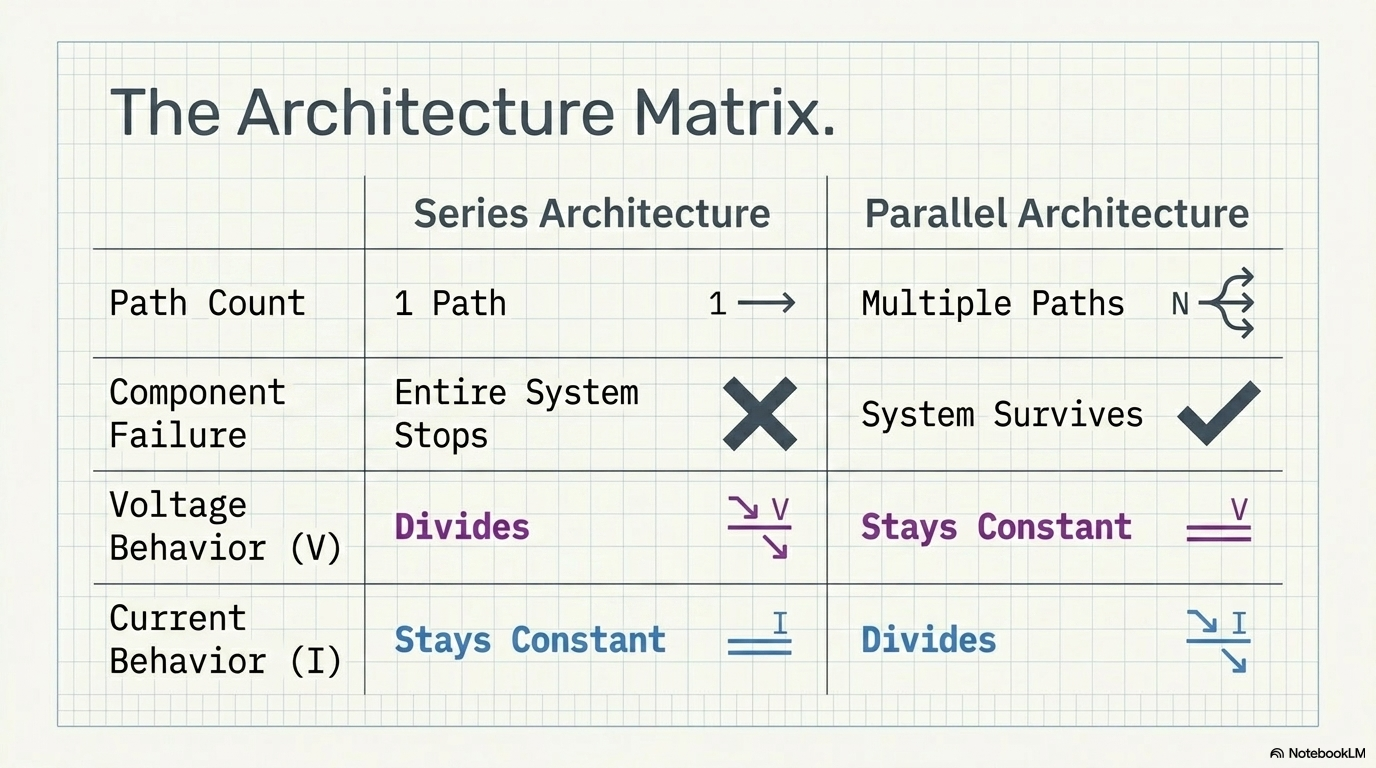 The Architecture Matrix.
Series Architecture
Parallel Architecture
Path Count
1 Path
1
Multiple Paths
N
Component
Failure
Entire System
Stops
System Survives
Voltage
Behavior (V)
Divides
V
Stays Constant
V
Current
Behavior (I)
Stays Constant
I
Divides
I
NotebookLM